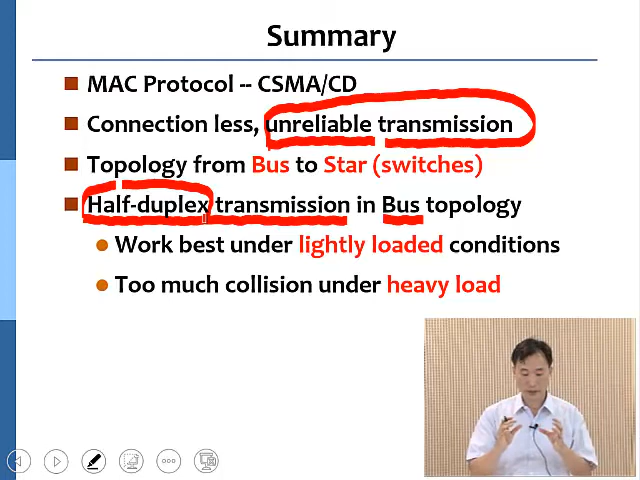 Summary
MAC Protocol -- CSMA/CD
Connection less, unreliable transmission
Topology from Bus to Star (switches)
Half-duplex transmission in Bus topology
Work best under lightly loaded conditions
Too much collision under heavy load